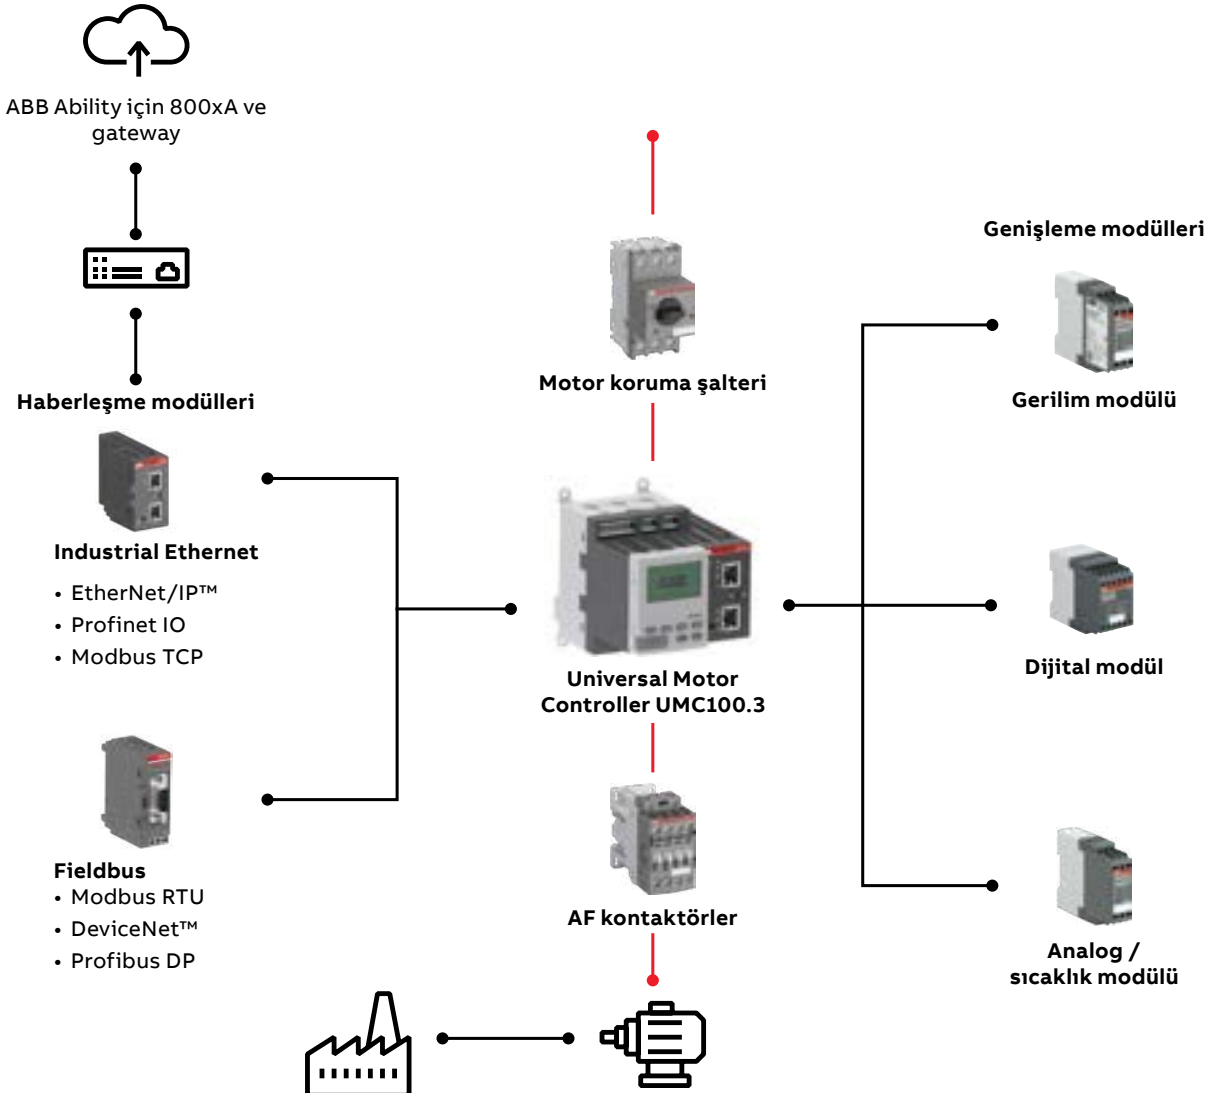 ABB Ability için 800xA ve
gateway
Haberleşme modülleri
Industrial Ethernet
• EtherNet/IP™
• Profinet IO
• Modbus TCP
Fieldbus
• Modbus RTU
• DeviceNet™
• Profibus DP
Motor koruma şalteri
Universal Motor
Controller UMC100.3
AF kontaktörler
Genişleme modülleri
Gerilim modülü
Dijital modül
Analog /
sıcaklık modülü